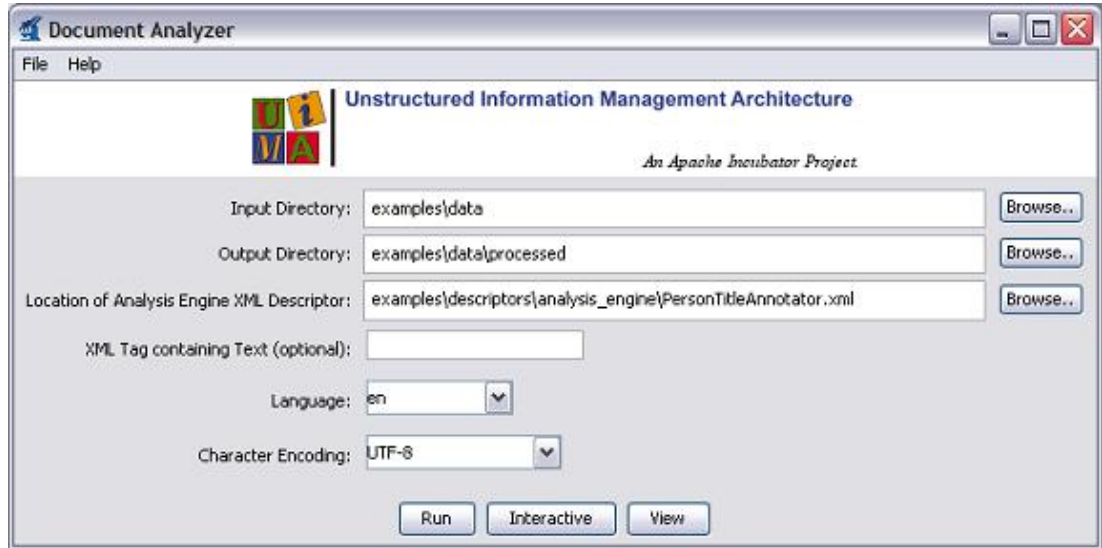 Document Analyzer
File Help
UIMA
Unstructured Information Management Architecture
An Apache Incubator Project
Input Directory: examples\data Browse..
Output Directory: examples\data\processed Browse..
Location of Analysis Engine XML Descriptor: examples\descriptors\analysis_engine\PersonTitleAnnotator.xml Browse..
XML Tag containing Text (optional):
Language: en
Character Encoding: UTF-8
Run Interactive View